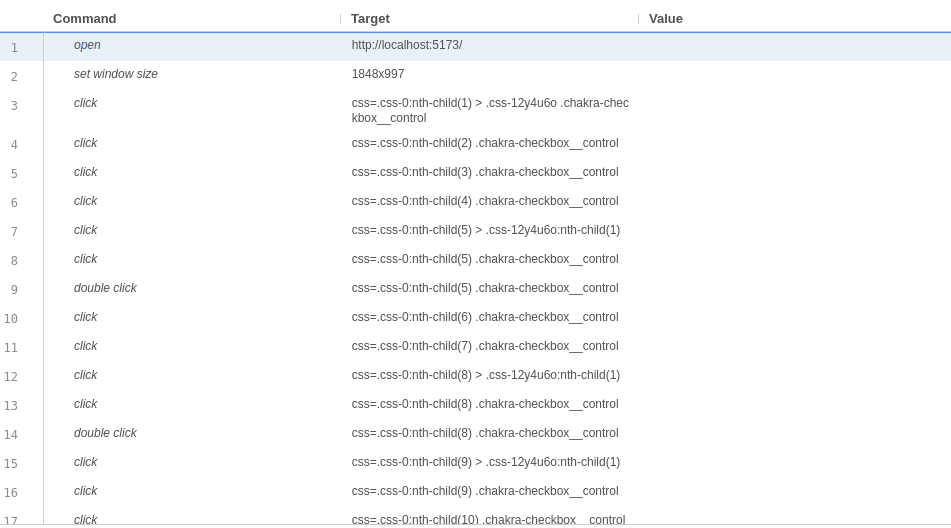 Command Target Value
1 open http://localhost:5173/
2 set window size 1848x997
3 click css=.css-0:nth-child(1) > .css-12y4u6o .chakra-chec
kbox__control
4 click css=.css-0:nth-child(2) .chakra-checkbox__control
5 click css=.css-0:nth-child(3) .chakra-checkbox__control
6 click css=.css-0:nth-child(4) .chakra-checkbox__control
7 click css=.css-0:nth-child(5) > .css-12y4u6o:nth-child(1)
8 click css=.css-0:nth-child(5) .chakra-checkbox__control
9 double click css=.css-0:nth-child(5) .chakra-checkbox__control
10 click css=.css-0:nth-child(6) .chakra-checkbox__control
11 click css=.css-0:nth-child(7) .chakra-checkbox__control
12 click css=.css-0:nth-child(8) > .css-12y4u6o:nth-child(1)
13 click css=.css-0:nth-child(8) .chakra-checkbox__control
14 double click css=.css-0:nth-child(8) .chakra-checkbox__control
15 click css=.css-0:nth-child(9) > .css-12y4u6o:nth-child(1)
16 click css=.css-0:nth-child(9) .chakra-checkbox__control
17 click css=.css-0:nth-child(10) .chakra-checkbox__control